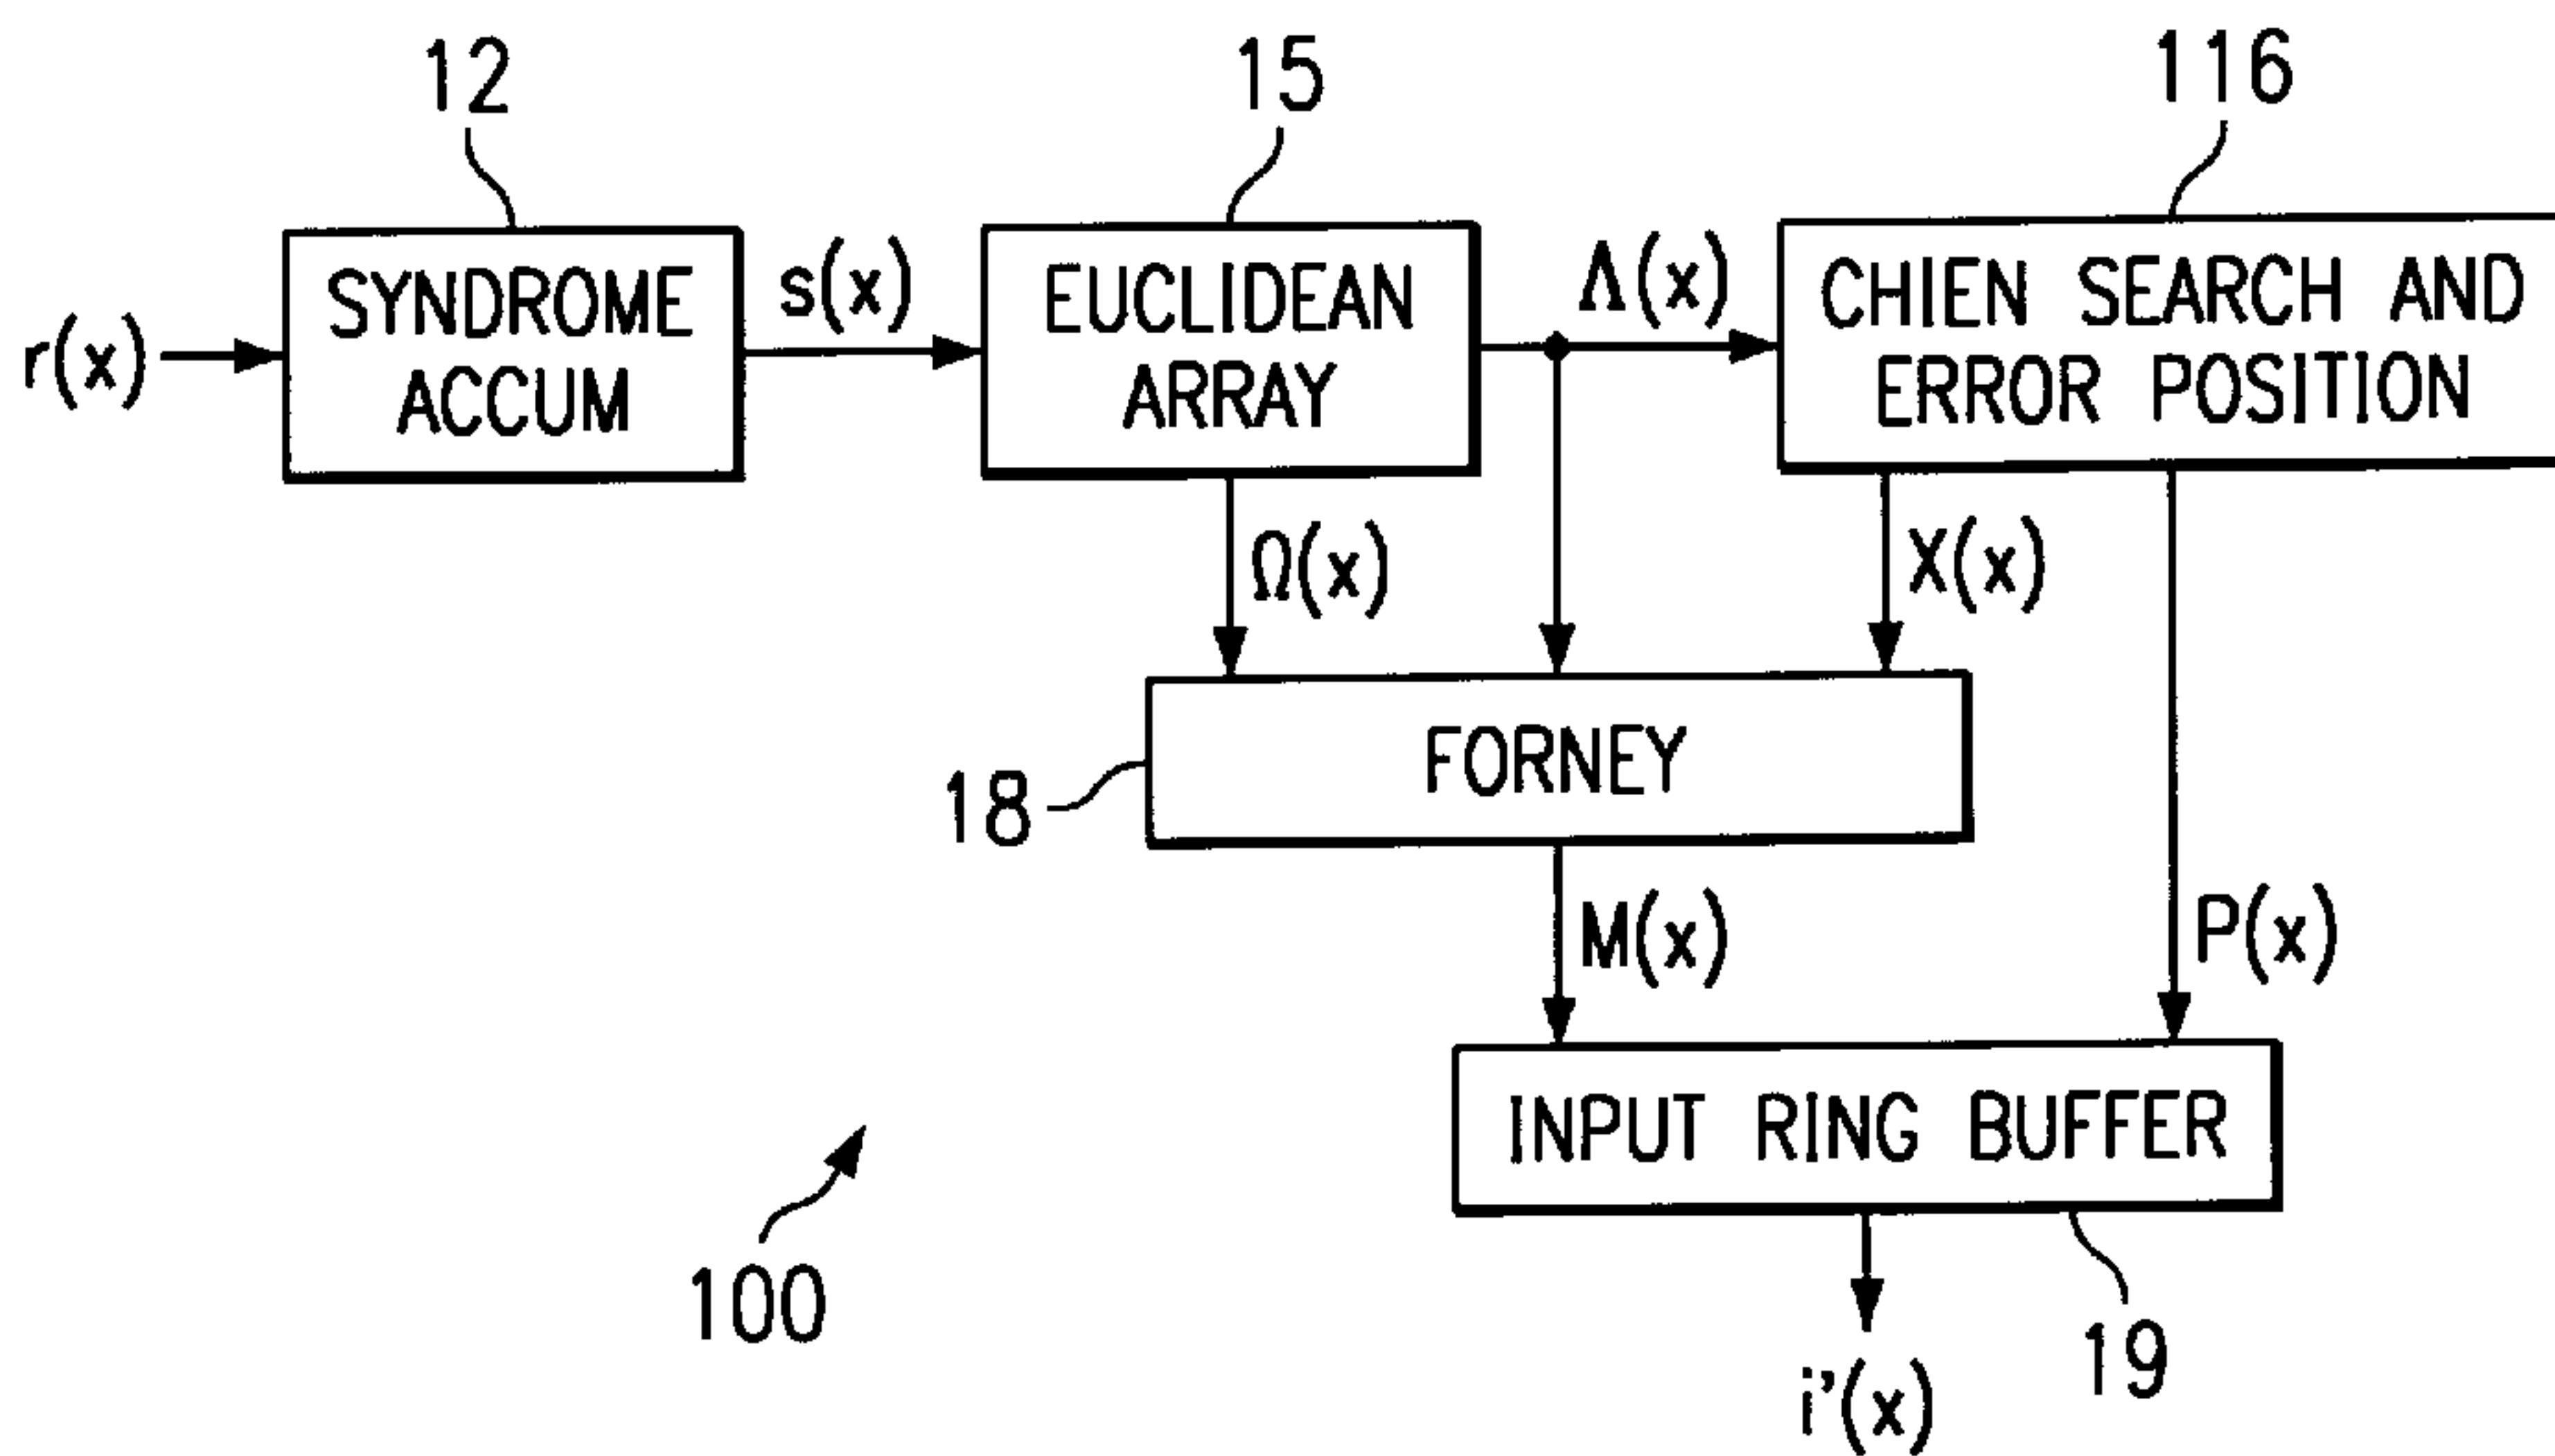 12
15
116
r(x)
SYNDROME
ACCUM
s(x)
EUCLIDEAN
ARRAY
Λ(x)
CHIEN SEARCH AND
ERROR POSITION
Ω(x)
X(x)
18
FORNEY
M(x)
P(x)
INPUT RING BUFFER
100
19
i'(x)